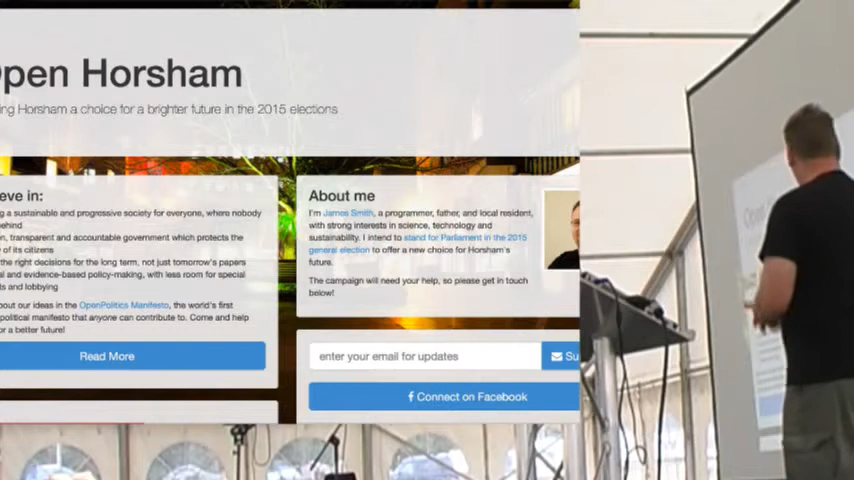 pen Horsham
ing Horsham a choice for a brighter future in the 2015 elections
eve in:
g a sustainable and progressive society for everyone, where nobody
behind
n, transparent and accountable government which protects the
of its citizens
the right decisions for the long term, not just tomorrow's papers
al and evidence-based policy-making, with less room for special
ts and lobbying
bout our ideas in the OpenPolitics Manifesto, the world's first
political manifesto that anyone can contribute to. Come and help
or a better future!
Read More
About me
I'm James Smith, a programmer, father, and local resident,
with strong interests in science, technology and
sustainability. I intend to stand for Parliament in the 2015
general election to offer a new choice for Horsham's
future.
The campaign will need your help, so please get in touch
below!
enter your email for updates
Su
Connect on Facebook
Open